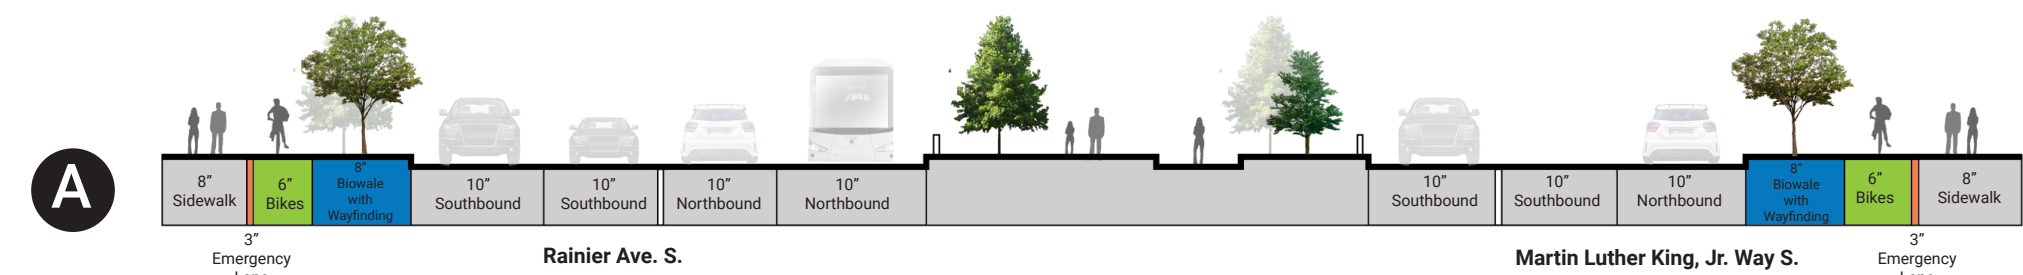 A
8”
Sidewalk
6”
Bikes
8”
Biowale
with
Wayfinding
10”
Southbound
10”
Southbound
10”
Northbound
10”
Northbound
10”
Southbound
10”
Southbound
10”
Northbound
8”
Biowale
with
Wayfinding
6”
Bikes
8”
Sidewalk
3”
Emergency
Rainier Ave. S.
Martin Luther King, Jr. Way S.
3”
Emergency